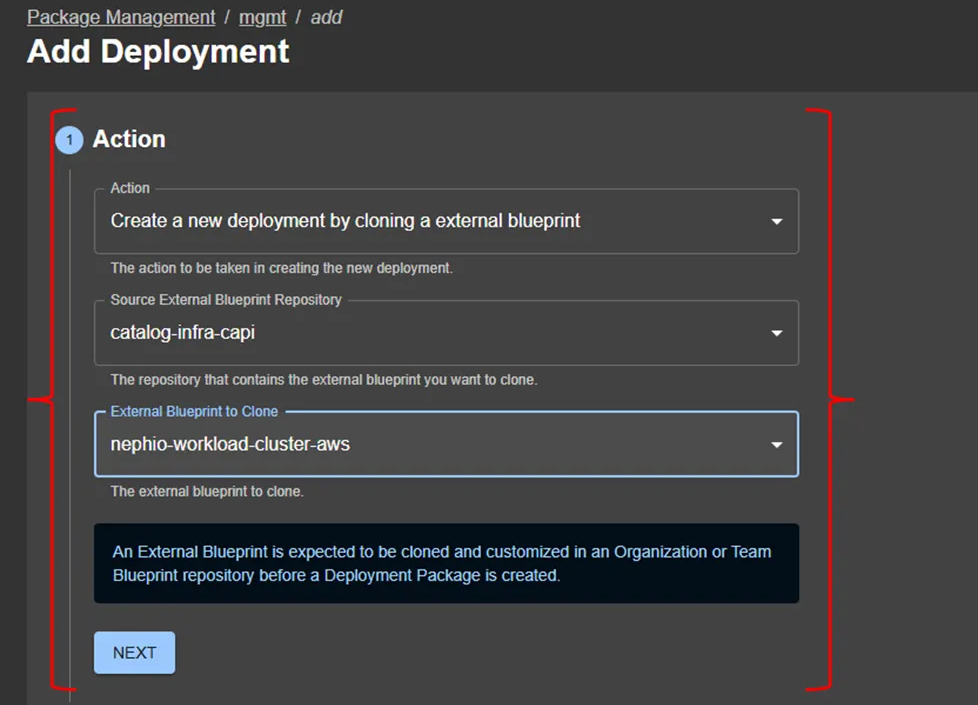 Package Management / mgmt / add
Add Deployment
1 Action
Action
Create a new deployment by cloning a external blueprint
The action to be taken in creating the new deployment.
Source External Blueprint Repository
catalog-infra-capi
The repository that contains the external blueprint you want to clone.
External Blueprint to Clone
nephio-workload-cluster-aws
The external blueprint to clone.
An External Blueprint is expected to be cloned and customized in an Organization or Team
Blueprint repository before a Deployment Package is created.
NEXT